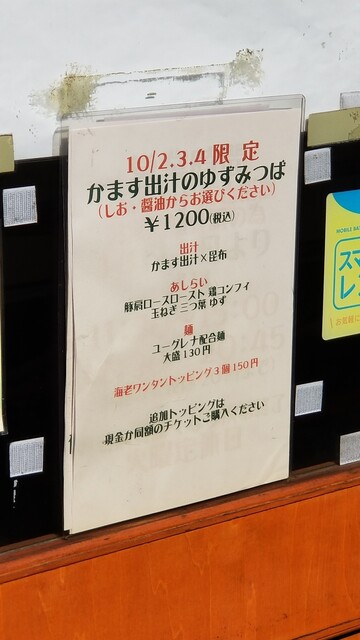 10/2.3.4 限定
かます出汁のゆずみつば
(しお・醤油からお選びください)
￥1200(税込)
出汁
かます出汁×昆布
あしらい
豚肩ロースロースト 鶏コンフィ
玉ねぎ 三つ葉 ゆず
麺
ユーグレナ配合麺
大盛130円
海老ワンタントッピング3個150円
追加トッピングは
現金か同額のチケットご購入ください
MOBILE BA
スマ
レン